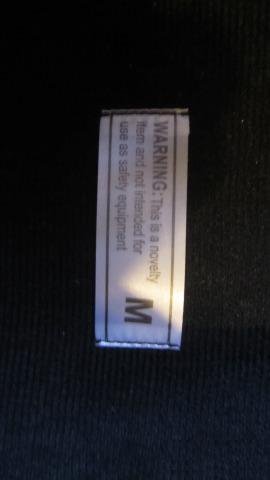 WARNING: This is a novelty
item and not intended for
use as safety equipment
M